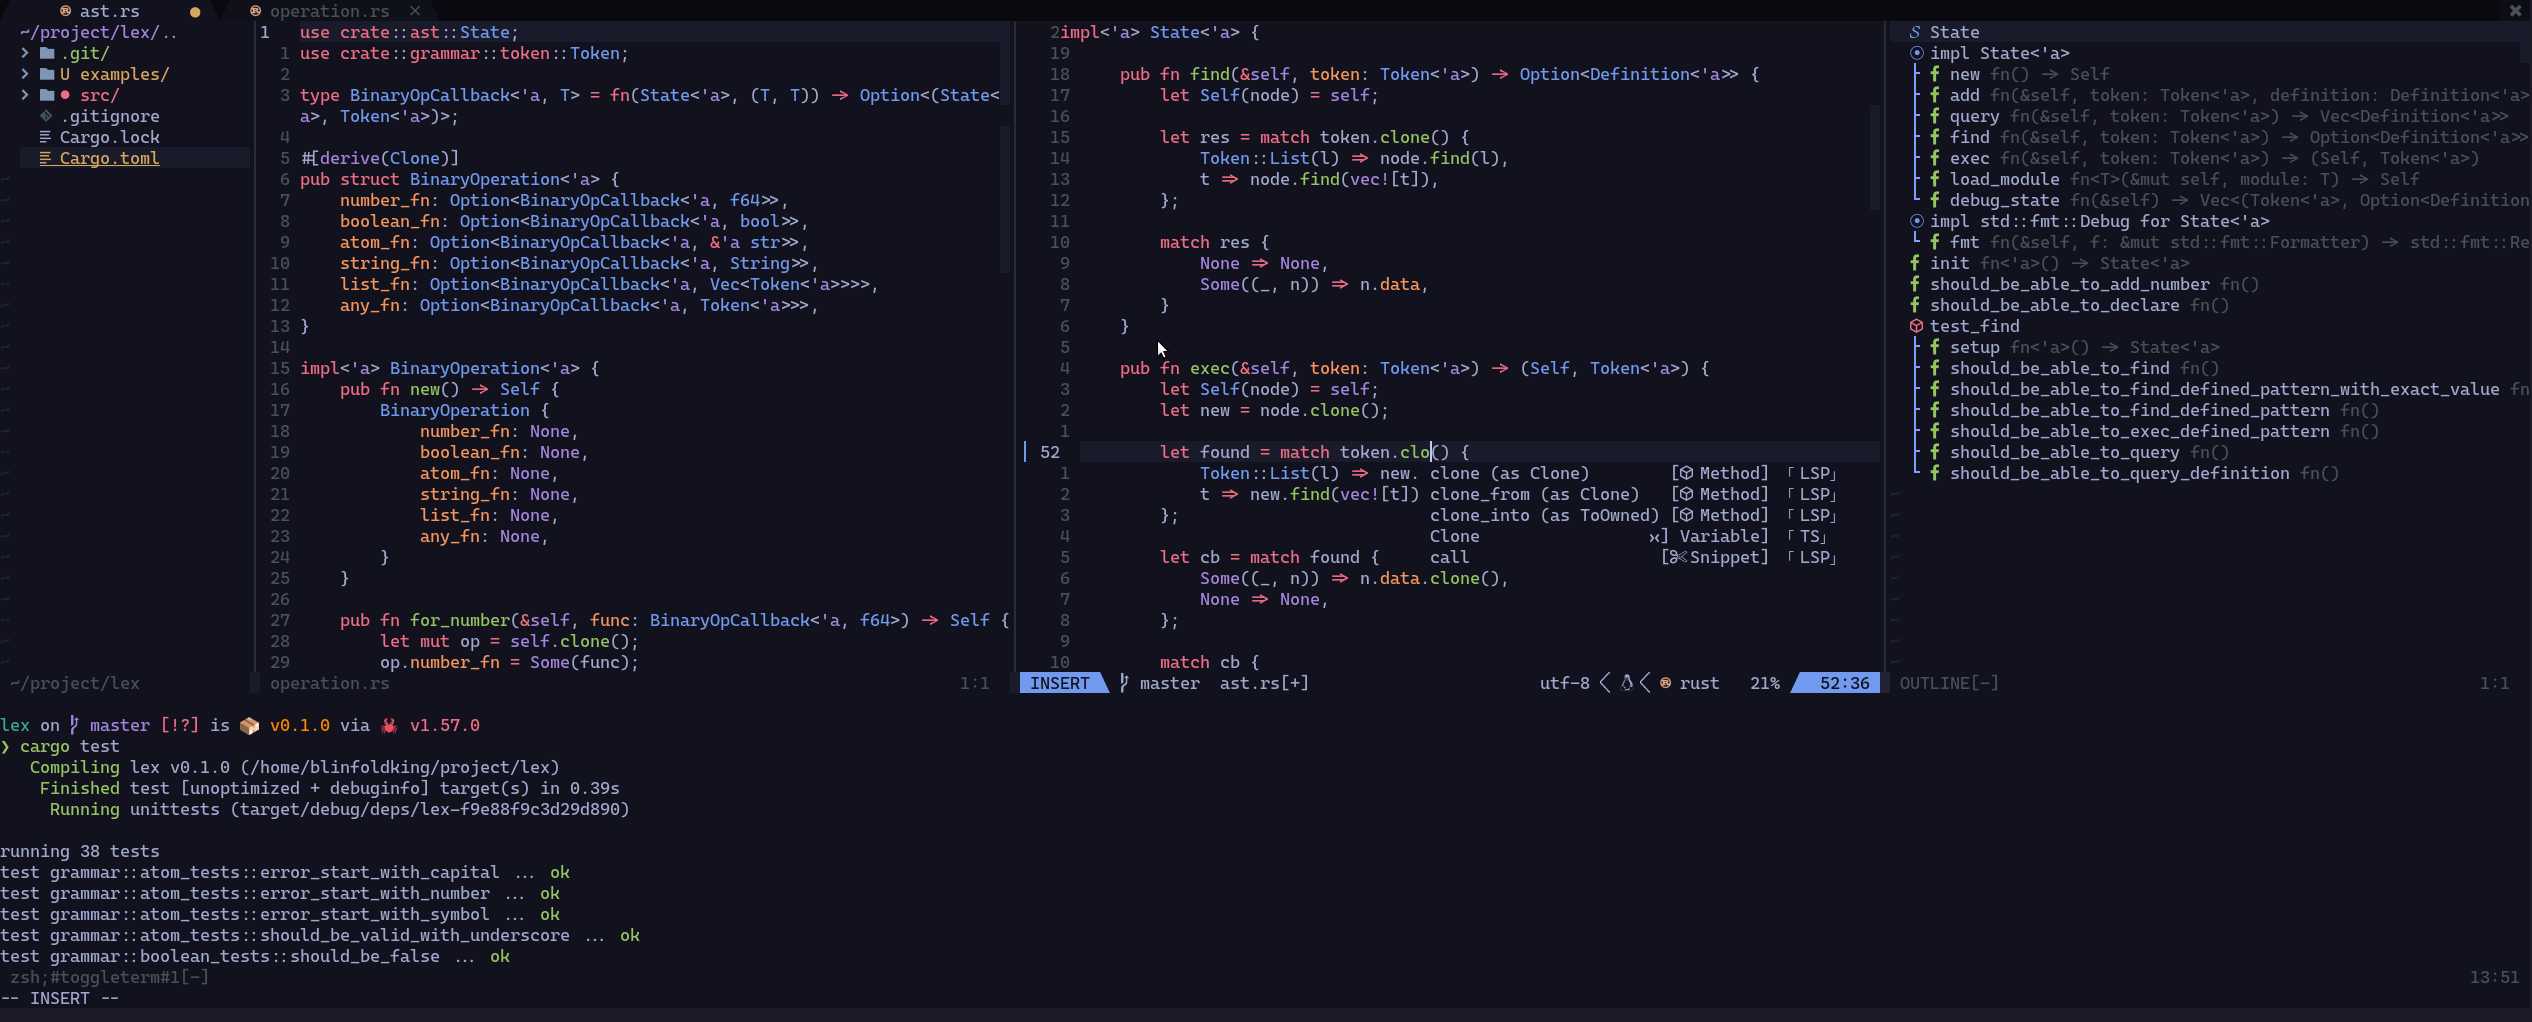 ast.rs
operation.rs
~/project/lex/..
.git/
U examples/
src/
.gitignore
Cargo.lock
Cargo.toml
1 use crate::ast::State;
1 use crate::grammar::token::Token;
2
3 type BinaryOpCallback<'a, T> = fn(State<'a>, (T, T)) -> Option<(State<
a>, Token<'a>)>;
4
5 #[derive(Clone)]
6 pub struct BinaryOperation<'a> {
7 number_fn: Option<BinaryOpCallback<'a, f64>>,
8 boolean_fn: Option<BinaryOpCallback<'a, bool>>,
9 atom_fn: Option<BinaryOpCallback<'a, &'a str>>,
10 string_fn: Option<BinaryOpCallback<'a, String>>,
11 list_fn: Option<BinaryOpCallback<'a, Vec<Token<'a>>>>,
12 any_fn: Option<BinaryOpCallback<'a, Token<'a>>>,
13 }
14
15 impl<'a> BinaryOperation<'a> {
16 pub fn new() -> Self {
17 BinaryOperation {
18 number_fn: None,
19 boolean_fn: None,
20 atom_fn: None,
21 string_fn: None,
22 list_fn: None,
23 any_fn: None,
24 }
25 }
26
27 pub fn for_number(&self, func: BinaryOpCallback<'a, f64>) -> Self {
28 let mut op = self.clone();
29 op.number_fn = Some(func);
2impl<'a> State<'a> {
19
18 pub fn find(&self, token: Token<'a>) -> Option<Definition<'a>> {
17 let Self(node) = self;
16
15 let res = match token.clone() {
14 Token::List(l) => node.find(l),
13 t => node.find(vec![t]),
12 };
11
10 match res {
9 None => None,
8 Some((_, n)) => n.data,
7 }
6 }
5
4 pub fn exec(&self, token: Token<'a>) -> (Self, Token<'a>) {
3 let Self(node) = self;
2 let new = node.clone();
1
52 let found = match token.clo() {
1 Token::List(l) => new. clone (as Clone) [Method] 「LSP」
2 t => new.find(vec![t]) clone_from (as Clone) [Method] 「LSP」
3 }; clone_into (as ToOwned) [Method] 「LSP」
4 Clone ] Variable] 「TS」
5 let cb = match found { call [Snippet] 「LSP」
6 Some((_, n)) => n.data.clone(),
7 None => None,
8 };
9
10 match cb {
State
impl State<'a>
new fn() -> Self
add fn(&self, token: Token<'a>, definition: Definition<'a>
query fn(&self, token: Token<'a>) -> Vec<Definition<'a>>
find fn(&self, token: Token<'a>) -> Option<Definition<'a>>
exec fn(&self, token: Token<'a>) -> (Self, Token<'a>)
load_module fn<T>(&mut self, module: T) -> Self
debug_state fn(&self) -> Vec<(Token<'a>, Option<Definition
impl std::fmt::Debug for State<'a>
fmt fn(&self, f: &mut std::fmt::Formatter) -> std::fmt::Re
init fn<'a>() -> State<'a>
should_be_able_to_add_number fn()
should_be_able_to_declare fn()
test_find
setup fn<'a>() -> State<'a>
should_be_able_to_find fn()
should_be_able_to_find_defined_pattern_with_exact_value fn
should_be_able_to_find_defined_pattern fn()
should_be_able_to_exec_defined_pattern fn()
should_be_able_to_query fn()
should_be_able_to_query_definition fn()
~/project/lex operation.rs 1:1 INSERT master ast.rs[+] utf-8 rust 21% 52:36 OUTLINE[-] 1:1
lex on master [!?] is v0.1.0 via v1.57.0
❯ cargo test
Compiling lex v0.1.0 (/home/blinfoldking/project/lex)
Finished test [unoptimized + debuginfo] target(s) in 0.39s
Running unittests (target/debug/deps/lex-f9e88f9c3d29d890)
running 38 tests
test grammar::atom_tests::error_start_with_capital ... ok
test grammar::atom_tests::error_start_with_number ... ok
test grammar::atom_tests::error_start_with_symbol ... ok
test grammar::atom_tests::should_be_valid_with_underscore ... ok
test grammar::boolean_tests::should_be_false ... ok
zsh;#toggleterm#1[-] 13:51
-- INSERT --